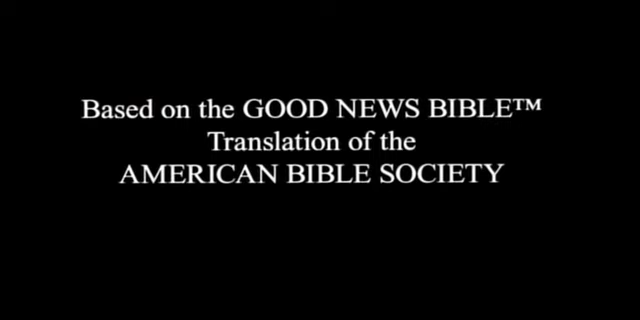 Based on the GOOD NEWS BIBLE™
Translation of the
AMERICAN BIBLE SOCIETY